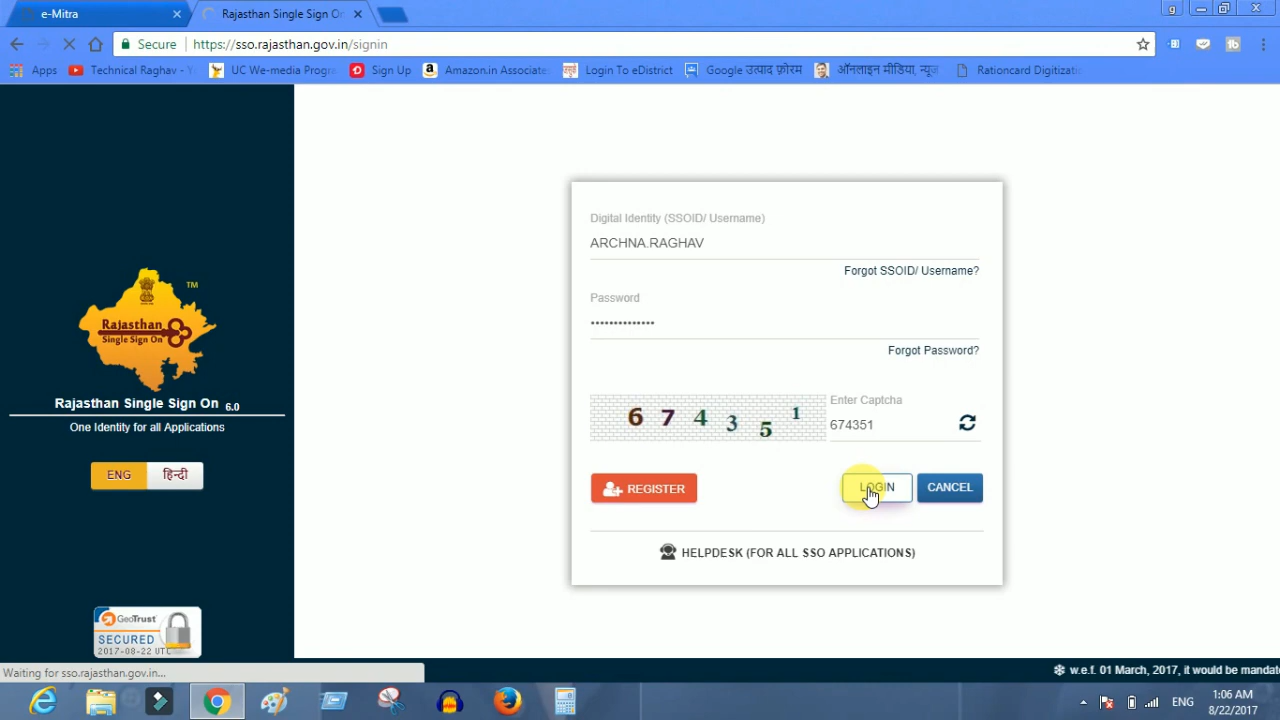 e-Mitra
Rajasthan Single Sign On
g
Secure
https://sso.rajasthan.gov.in/signin
Apps
Technical Raghav - Y
UC We-media Progra
Sign Up
Amazon.in Associates
Login To eDistrict
Google उत्पाद फ़ोरम
ऑनलाइन मीडिया, न्यूज़
Rationcard Digitizati
Digital Identity (SSOID/ Username)
ARCHNA.RAGHAV
Forgot SSOID/ Username?
Password
••••••••••••••
Forgot Password?
6 7 4 3 5 1
Enter Captcha
674351
REGISTER
LOGIN
CANCEL
HELPDESK (FOR ALL SSO APPLICATIONS)
TM
Rajasthan
Single Sign On
Rajasthan Single Sign On 6.0
One Identity for all Applications
ENG
हिन्दी
GeoTrust
SECURED
2017-08-22 UTC
Waiting for sso.rajasthan.gov.in...
w.e.f. 01 March, 2017, it would be mandat
ENG
1:06 AM
8/22/2017